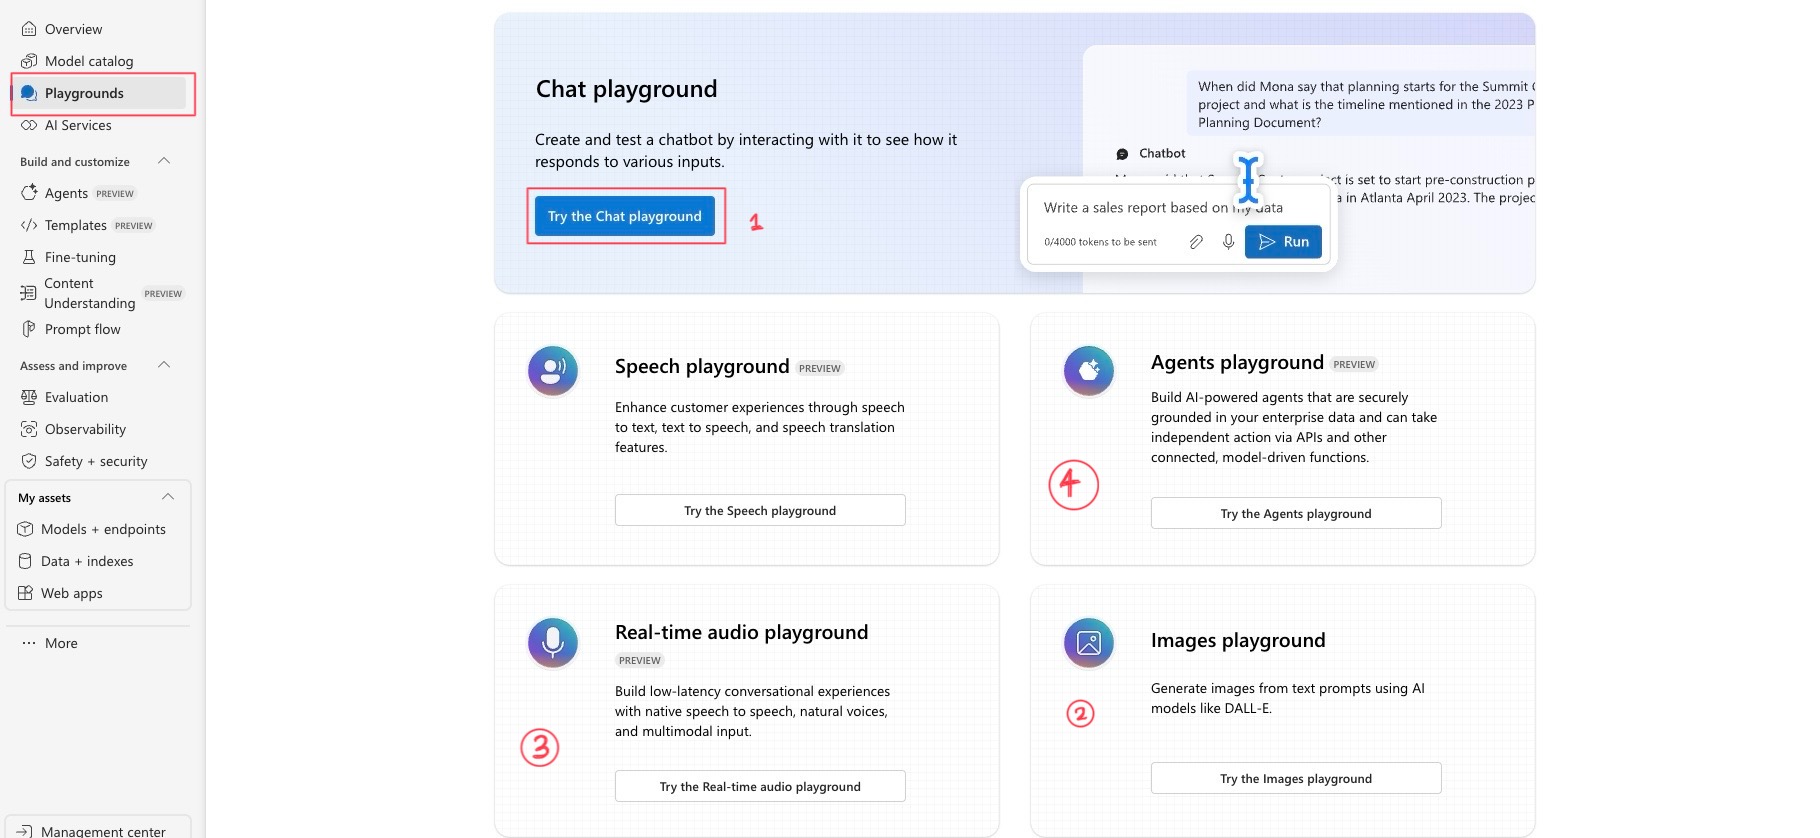 Overview
Model catalog
Playgrounds
AI Services
Build and customize
Agents PREVIEW
Templates PREVIEW
Fine-tuning
Content
Understanding PREVIEW
Prompt flow
Assess and improve
Evaluation
Observability
Safety + security
My assets
Models + endpoints
Data + indexes
Web apps
More
Management center
Chat playground
Create and test a chatbot by interacting with it to see how it
responds to various inputs.
Try the Chat playground
1
When did Mona say that planning starts for the Summit
project and what is the timeline mentioned in the 2023 P
Planning Document?
Chatbot
ct is set to start pre-construction p
a in Atlanta April 2023. The projec
Write a sales report based on my data
0/4000 tokens to be sent
Run
Speech playground PREVIEW
Enhance customer experiences through speech
to text, text to speech, and speech translation
features.
Try the Speech playground
Agents playground PREVIEW
Build AI-powered agents that are securely
grounded in your enterprise data and can take
independent action via APIs and other
connected, model-driven functions.
4
Try the Agents playground
Real-time audio playground
PREVIEW
Build low-latency conversational experiences
with native speech to speech, natural voices,
and multimodal input.
3
Try the Real-time audio playground
Images playground
Generate images from text prompts using AI
models like DALL-E.
2
Try the Images playground